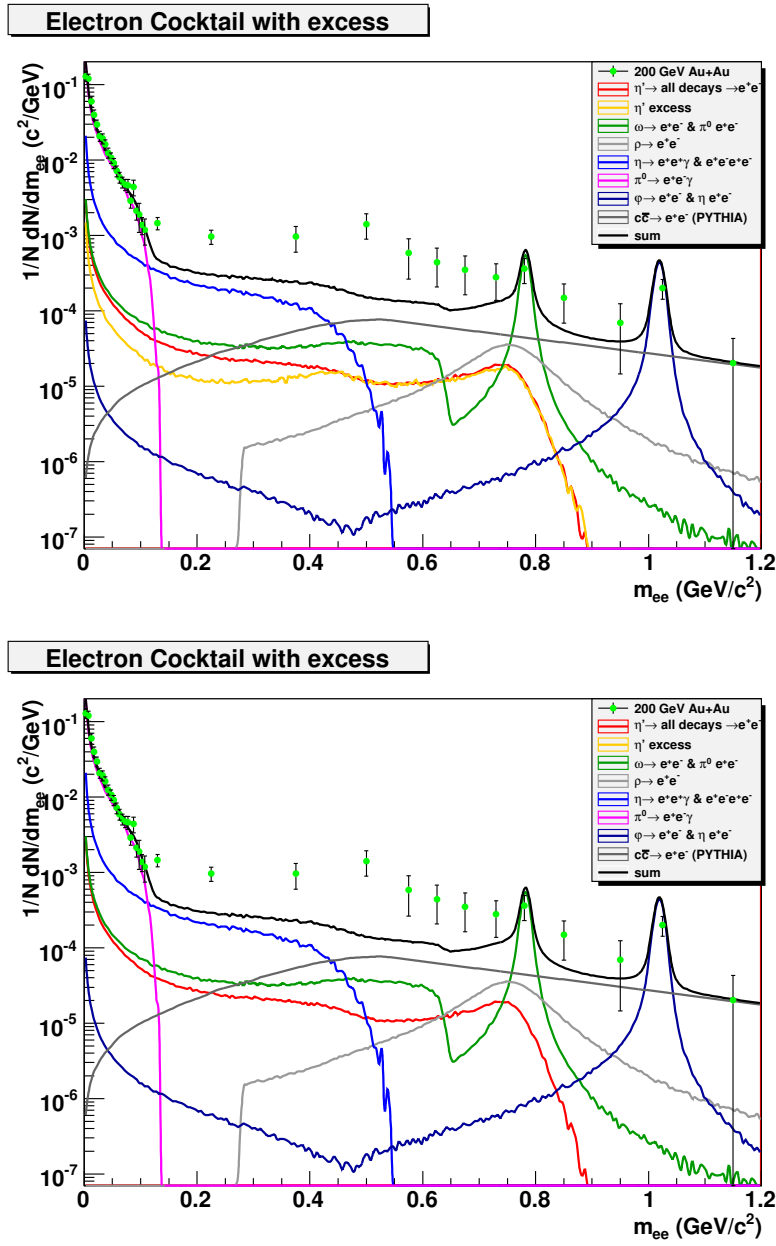 Electron Cocktail with excess
1/N dN/dm_ee (c²/GeV)
10⁻¹
10⁻²
10⁻³
10⁻⁴
10⁻⁵
10⁻⁶
10⁻⁷
200 GeV Au+Au
η'→ all decays →e⁺e⁻
η' excess
ω→ e⁺e⁻ & π⁰ e⁺e⁻
ρ→ e⁺e⁻
η→ e⁺e⁺γ & e⁺e⁻e⁺e⁻
π⁰→ e⁺e⁻γ
φ→ e⁺e⁻ & η e⁺e⁻
cc̅→ e⁺e⁻ (PYTHIA)
sum
0 0.2 0.4 0.6 0.8 1 1.2
m_ee (GeV/c²)
Electron Cocktail with excess
1/N dN/dm_ee (c²/GeV)
10⁻¹
10⁻²
10⁻³
10⁻⁴
10⁻⁵
10⁻⁶
10⁻⁷
200 GeV Au+Au
η'→ all decays →e⁺e⁻
η' excess
ω→ e⁺e⁻ & π⁰ e⁺e⁻
ρ→ e⁺e⁻
η→ e⁺e⁺γ & e⁺e⁻e⁺e⁻
π⁰→ e⁺e⁻γ
φ→ e⁺e⁻ & η e⁺e⁻
cc̅→ e⁺e⁻ (PYTHIA)
sum
0 0.2 0.4 0.6 0.8 1 1.2
m_ee (GeV/c²)